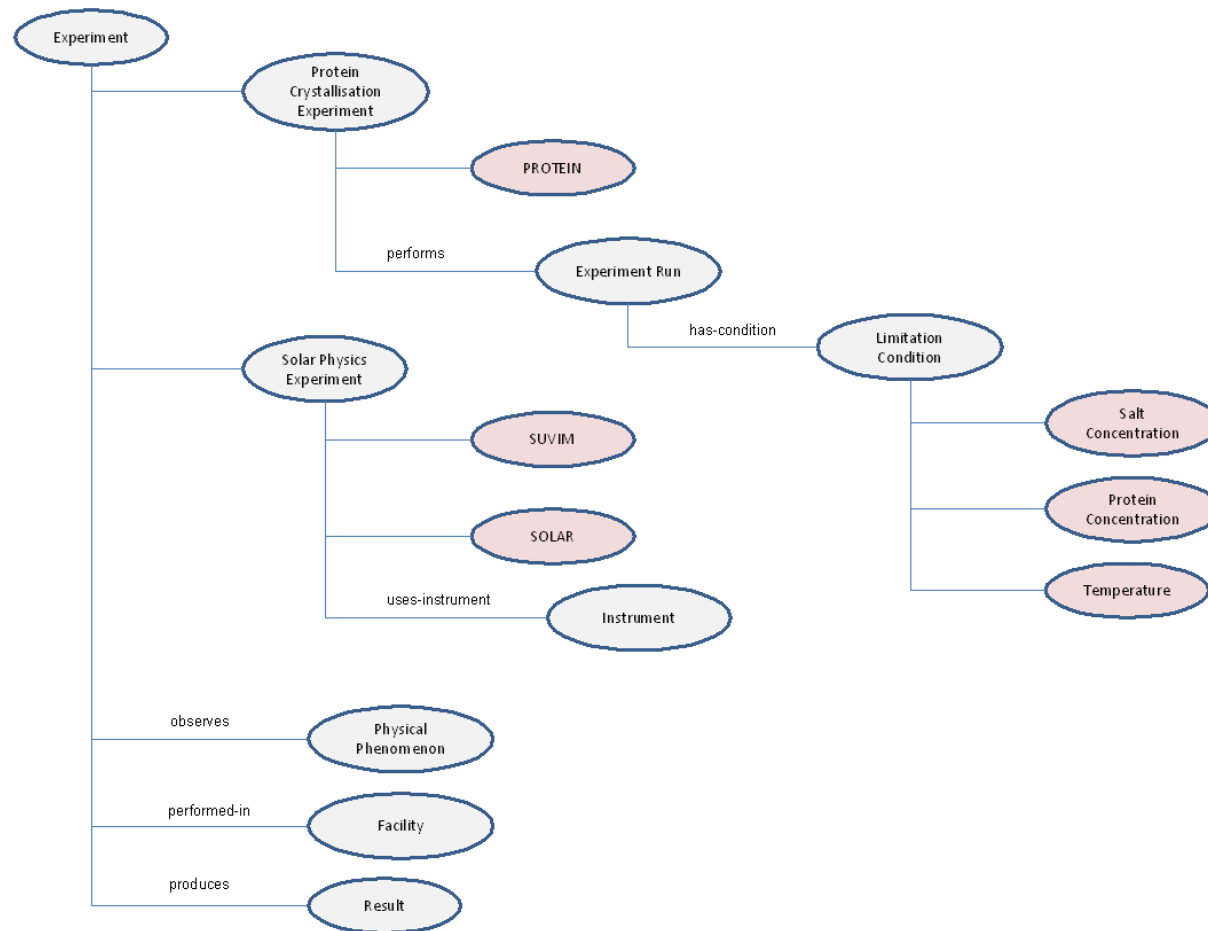 Experiment
Protein
Crystallisation
Experiment
PROTEIN
performs
Experiment Run
has-condition
Limitation
Condition
Solar Physics
Experiment
Salt
Concentration
SUVIM
Protein
Concentration
SOLAR
Temperature
uses-instrument
Instrument
observes
Physical
Phenomenon
performed-in
Facility
produces
Result